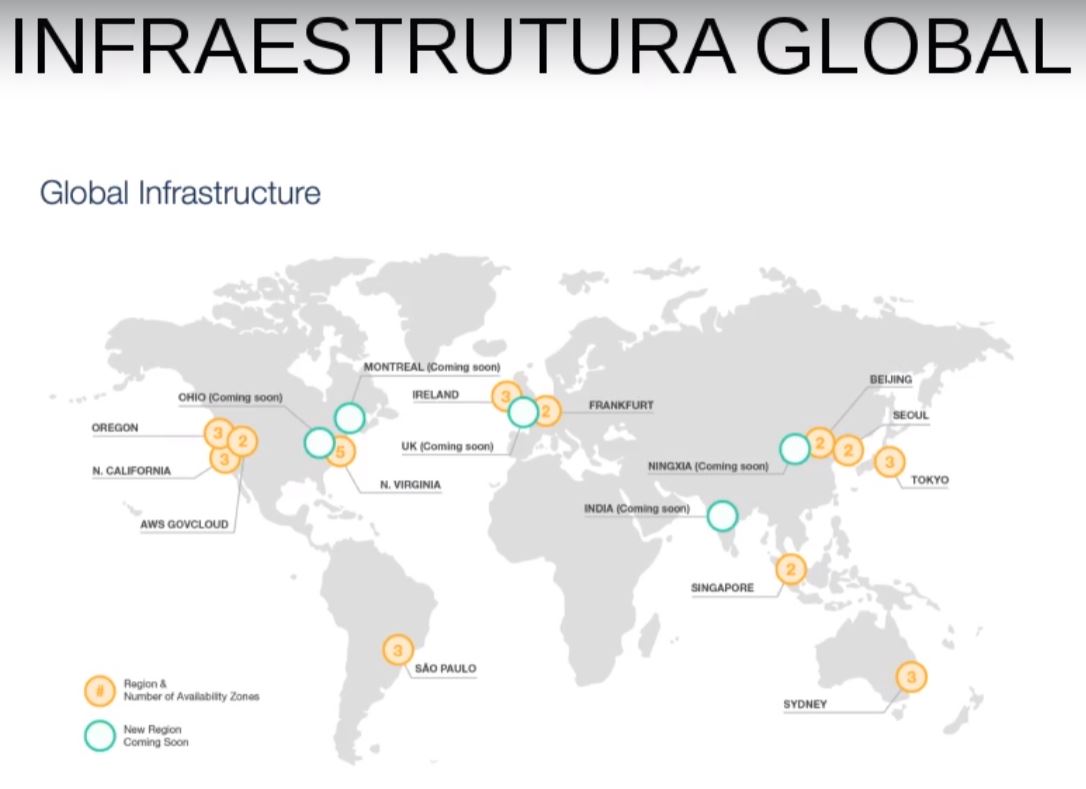 INFRAESTRUTURA GLOBAL
Global Infrastructure
MONTREAL (Coming soon)
OHIO (Coming soon)
IRELAND
3
2
FRANKFURT
BEIJING
SEOUL
OREGON
3
2
3
5
UK (Coming soon)
2
2
3
N. CALIFORNIA
N. VIRGINIA
NINGXIA (Coming soon)
TOKYO
AWS GOVCLOUD
INDIA (Coming soon)
2
SINGAPORE
3
SÃO PAULO
3
SYDNEY
#
Region &
Number of Availability Zones
New Region
Coming Soon